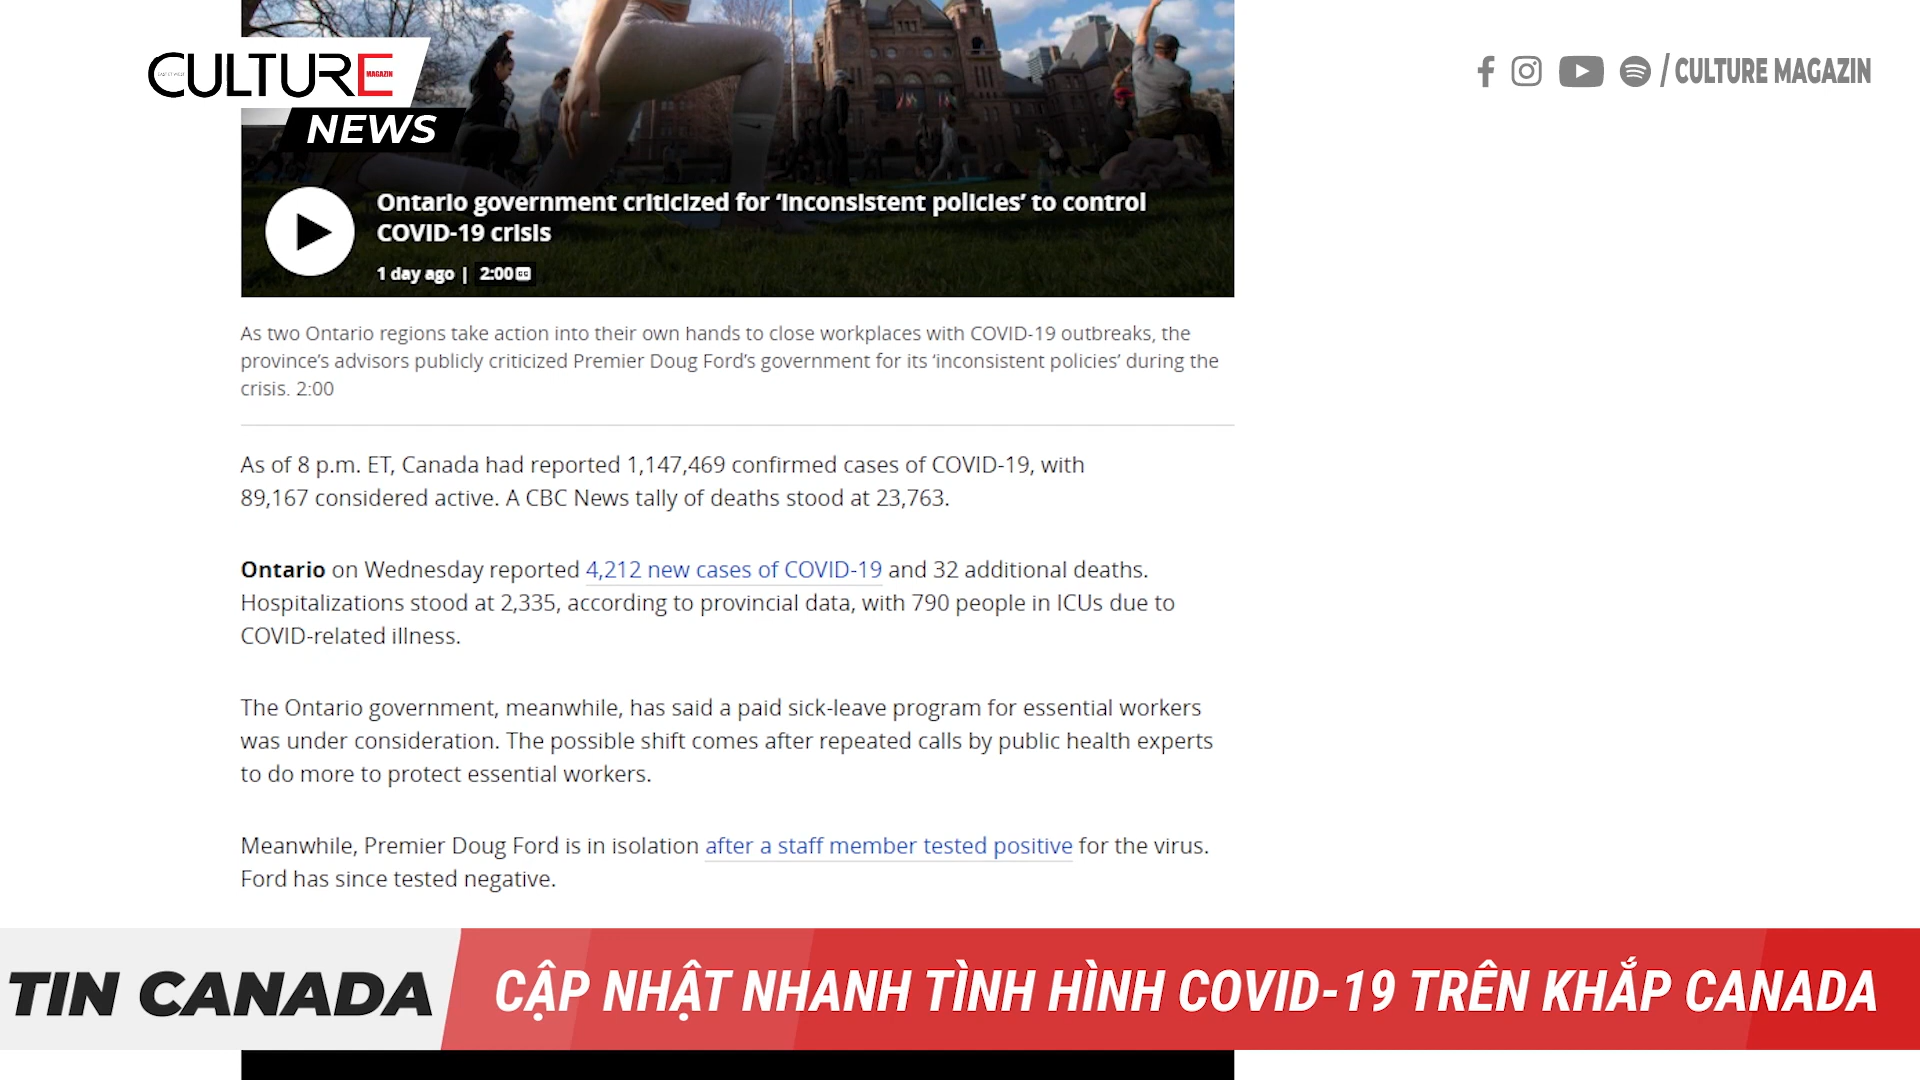 CULTURE
MAGAZIN
NEWS
/ CULTURE MAGAZIN
Ontario government criticized for ‘inconsistent policies’ to control
COVID-19 crisis
1 day ago | 2:00 CC
As two Ontario regions take action into their own hands to close workplaces with COVID-19 outbreaks, the
province’s advisors publicly criticized Premier Doug Ford’s government for its ‘inconsistent policies’ during the
crisis. 2:00
As of 8 p.m. ET, Canada had reported 1,147,469 confirmed cases of COVID-19, with
89,167 considered active. A CBC News tally of deaths stood at 23,763.
Ontario on Wednesday reported 4,212 new cases of COVID-19 and 32 additional deaths.
Hospitalizations stood at 2,335, according to provincial data, with 790 people in ICUs due to
COVID-related illness.
The Ontario government, meanwhile, has said a paid sick-leave program for essential workers
was under consideration. The possible shift comes after repeated calls by public health experts
to do more to protect essential workers.
Meanwhile, Premier Doug Ford is in isolation after a staff member tested positive for the virus.
Ford has since tested negative.
TIN CANADA
CẬP NHẬT NHANH TÌNH HÌNH COVID-19 TRÊN KHẮP CANADA